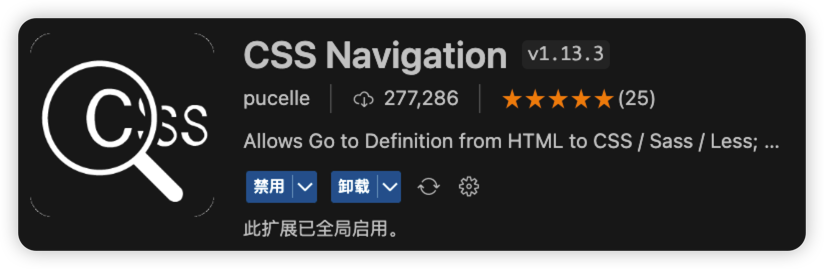 CSS
CSS Navigation v1.13.3
pucelle 277,286 ★★★★★(25)
Allows Go to Definition from HTML to CSS / Sass / Less; ...
禁用 卸载
此扩展已全局启用。